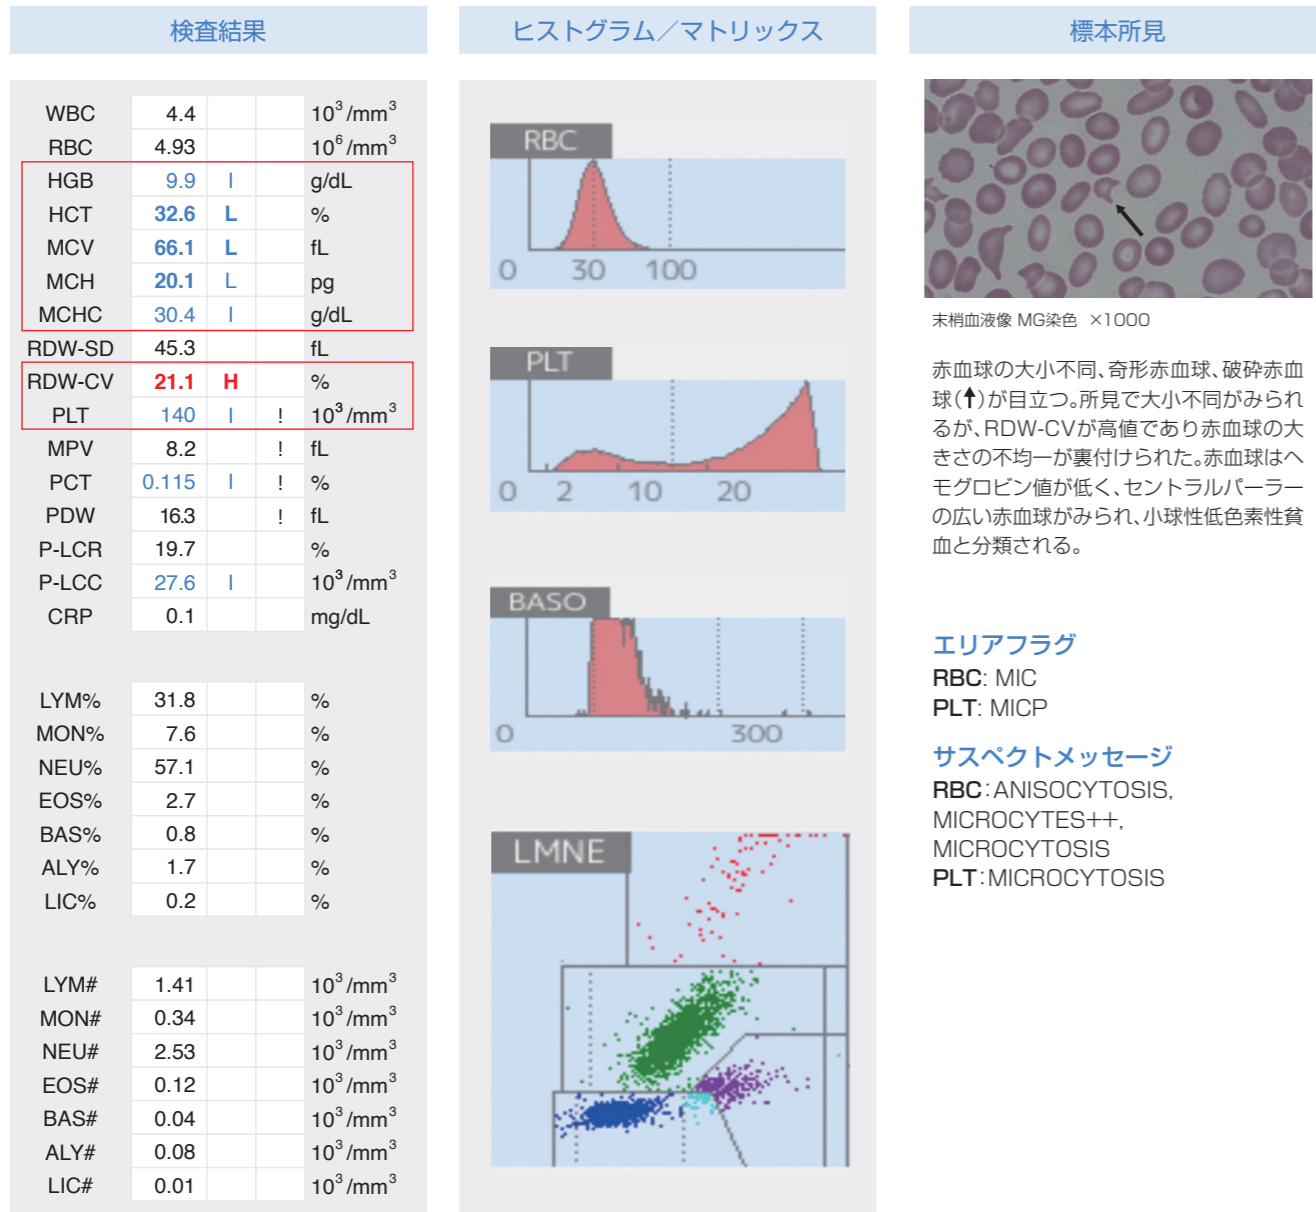 検査結果
WBC 4.4 10³/mm³
RBC 4.93 10⁶/mm³
HGB 9.9 l g/dL
HCT 32.6 L %
MCV 66.1 L fL
MCH 20.1 L pg
MCHC 30.4 l g/dL
RDW-SD 45.3 fL
RDW-CV 21.1 H %
PLT 140 l ! 10³/mm³
MPV 8.2 ! fL
PCT 0.115 l ! %
PDW 16.3 ! fL
P-LCR 19.7 %
P-LCC 27.6 l 10³/mm³
CRP 0.1 mg/dL
LYM% 31.8 %
MON% 7.6 %
NEU% 57.1 %
EOS% 2.7 %
BAS% 0.8 %
ALY% 1.7 %
LIC% 0.2 %
LYM# 1.41 10³/mm³
MON# 0.34 10³/mm³
NEU# 2.53 10³/mm³
EOS# 0.12 10³/mm³
BAS# 0.04 10³/mm³
ALY# 0.08 10³/mm³
LIC# 0.01 10³/mm³
ヒストグラム／マトリックス
RBC
0 30 100
PLT
0 2 10 20
BASO
0 300
LMNE
標本所見
末梢血液像 MG染色 ×1000
赤血球の大小不同、奇形赤血球、破砕赤血
球(↑)が目立つ。所見で大小不同がみられ
るが、RDW-CVが高値であり赤血球の大
きさの不均一が裏付けられた。赤血球はヘ
モグロビン値が低く、セントラルパーラー
の広い赤血球がみられ、小球性低色素性貧
血と分類される。
エリアフラグ
RBC: MIC
PLT: MICP
サスペクトメッセージ
RBC:ANISOCYTOSIS,
MICROCYTES++,
MICROCYTOSIS
PLT:MICROCYTOSIS